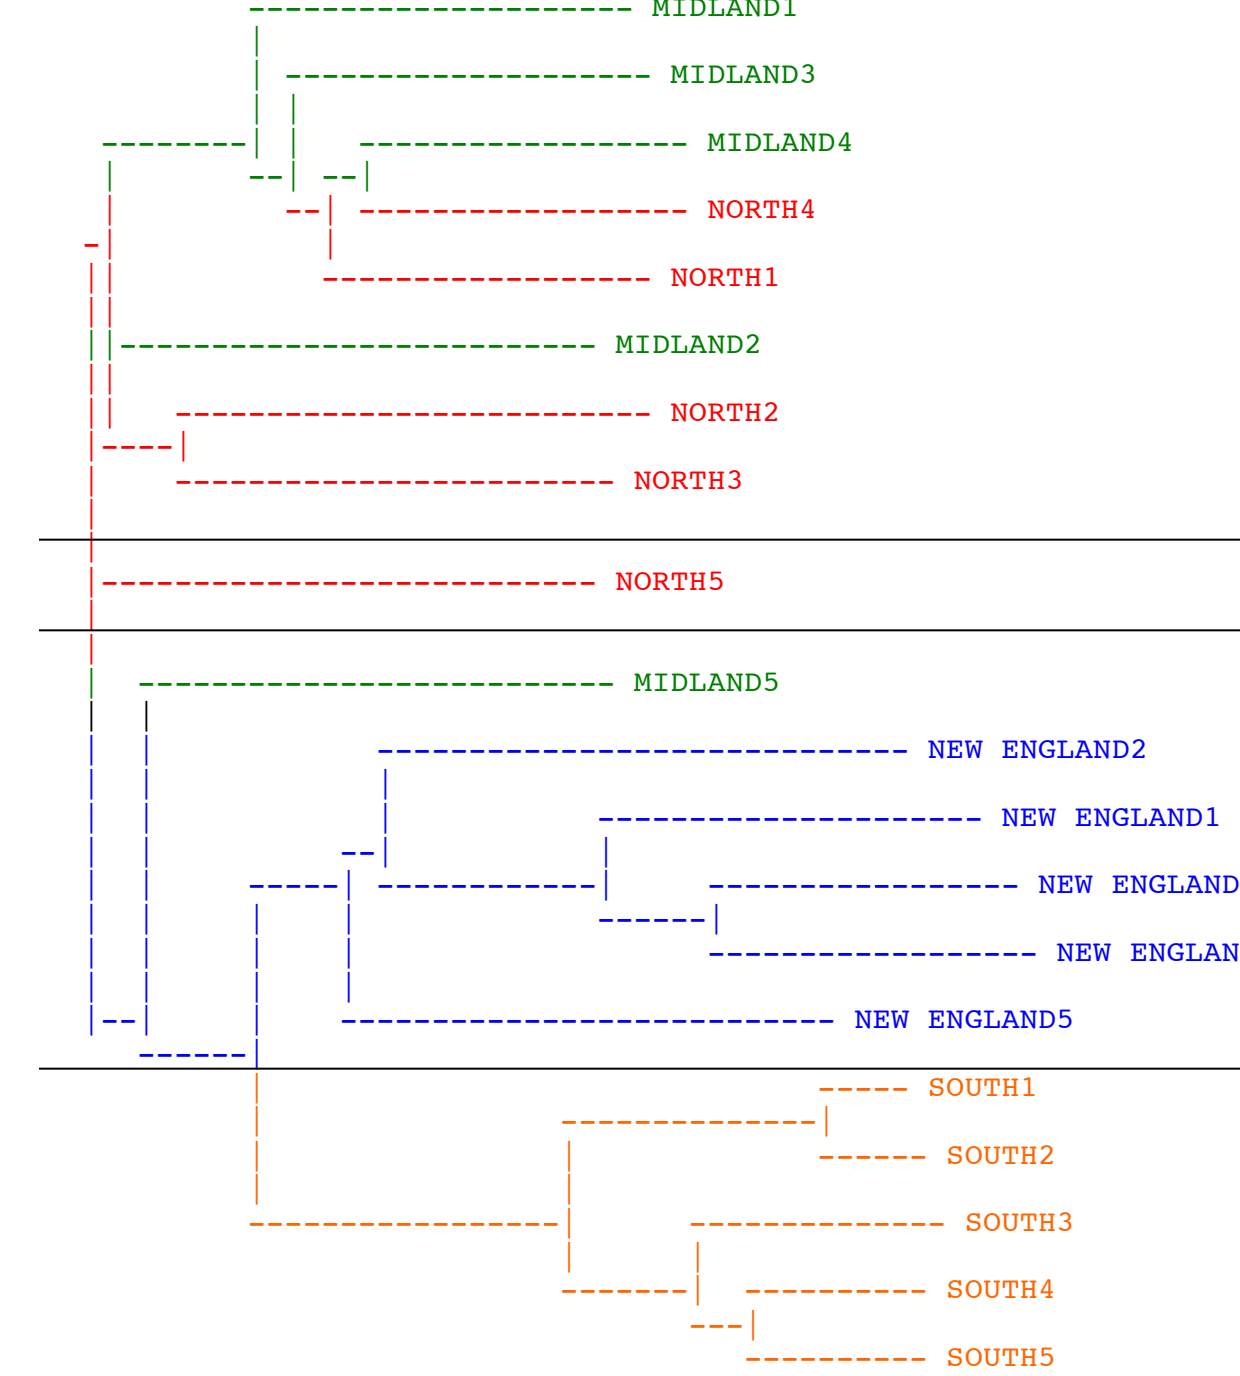 MIDLAND1
MIDLAND3
MIDLAND4
NORTH4
NORTH1
MIDLAND2
NORTH2
NORTH3
NORTH5
MIDLAND5
NEW ENGLAND2
NEW ENGLAND1
NEW ENGLAND
NEW ENGLAN
NEW ENGLAND5
SOUTH1
SOUTH2
SOUTH3
SOUTH4
SOUTH5